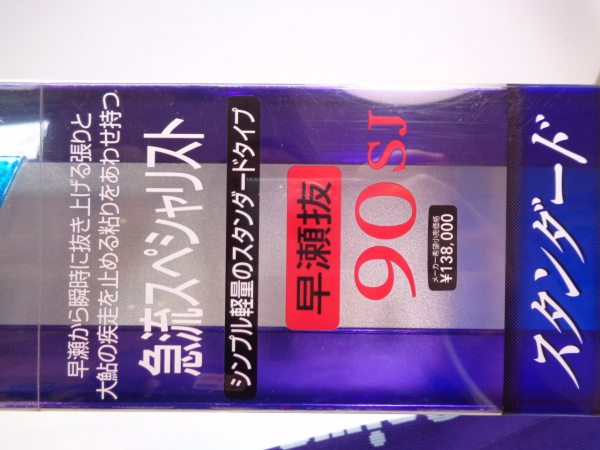 早瀬から瞬時に抜き上げる張りと
大鮎の疾走を止める粘りをあわせ持つ
急流スペシャリスト
シンプル軽量のスタンダードタイプ
早瀬抜
90SJ
メーカー希望小売価格
¥138,000
スタンダード